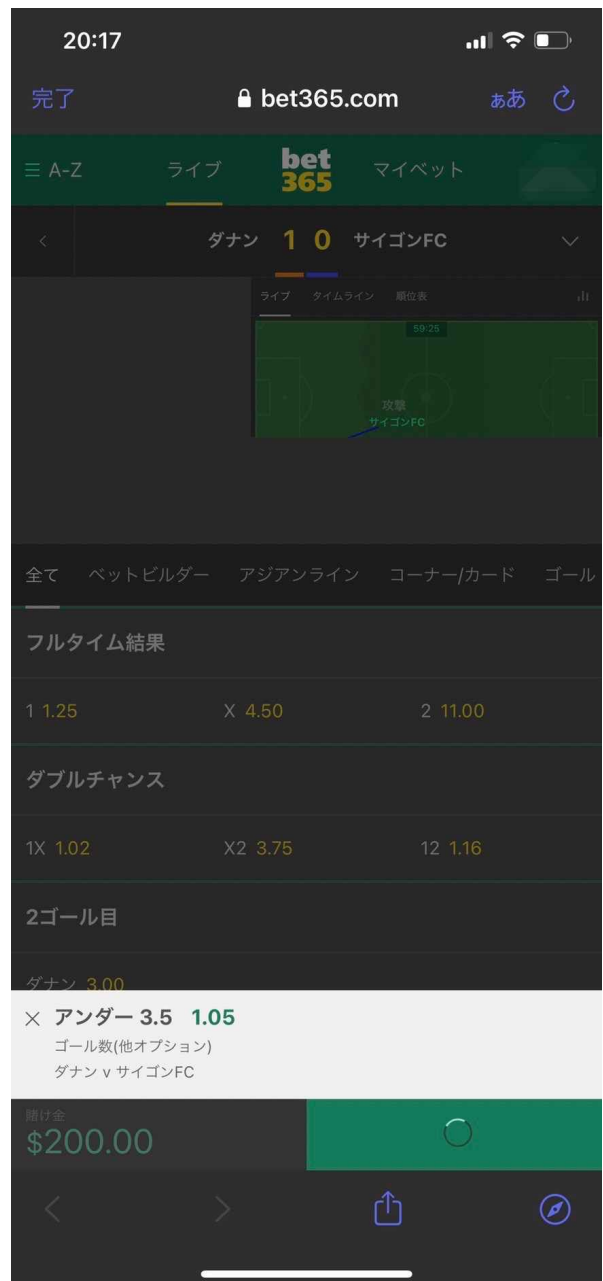 20:17
完了 bet365.com ぁあ
A-Z ライブ bet365 マイベット
ダナン 1 0 サイゴンFC
ライブ タイムライン 順位表
59:25
攻撃
サイゴンFC
全て ベットビルダー アジアンライン コーナー/カード ゴール
フルタイム結果
1 1.25 X 4.50 2 11.00
ダブルチャンス
1X 1.02 X2 3.75 12 1.16
2ゴール目
ダナン 3.00
× アンダー 3.5 1.05
ゴール数(他オプション)
ダナン v サイゴンFC
賭け金
$200.00